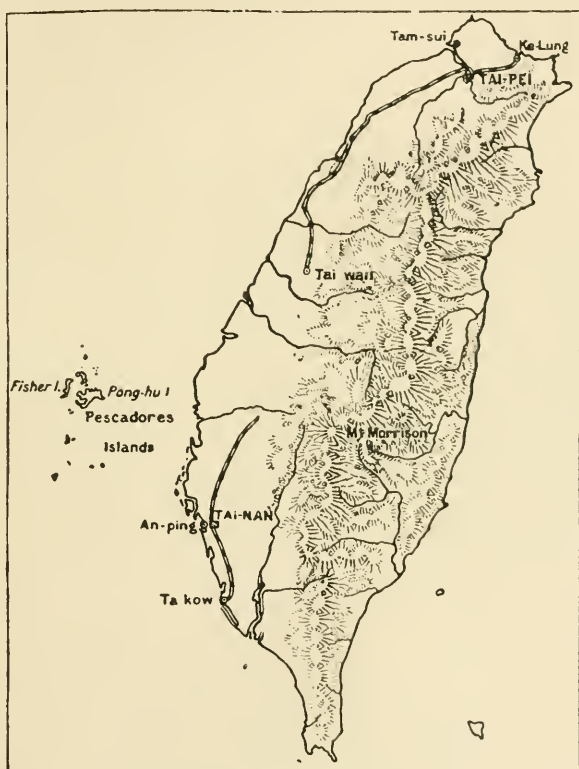 Tam-sui
Ke-Lung
TAI-PEI
Tai wan
Fisher I.
Pong-hu I
Pescadores
Islands
Mt Morrison
TAi-NAN
An-ping
Ta kow